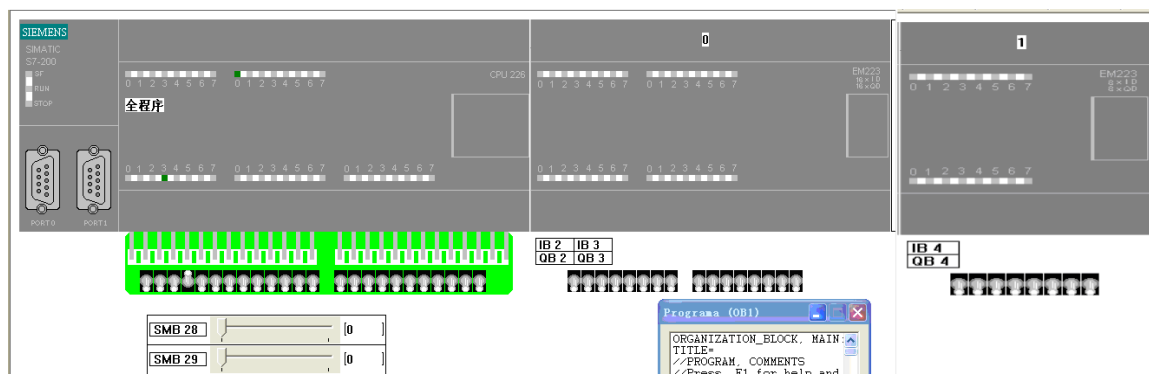 SIEMENS
SIMATIC
S7-200
SF
RUN
STOP
0 1 2 3 4 5 6 7
0 1 2 3 4 5 6 7
CPU 226
全程序
0 1 2 3 4 5 6 7
0 1 2 3 4 5 6 7
0 1 2 3 4 5 6 7
PORT0
PORT1
0
0 1 2 3 4 5 6 7
0 1 2 3 4 5 6 7
EM223
16×ID
16×QD
0 1 2 3 4 5 6 7
0 1 2 3 4 5 6 7
1
0 1 2 3 4 5 6 7
EM223
8×ID
8×QD
0 1 2 3 4 5 6 7
IB 2 IB 3
QB 2 QB 3
IB 4
QB 4
SMB 28 [0 ]
SMB 29 [0 ]
Programa (OB1)
ORGANIZATION_BLOCK, MAIN:
TITLE=
//PROGRAM, COMMENTS
//Press, F1 for help and